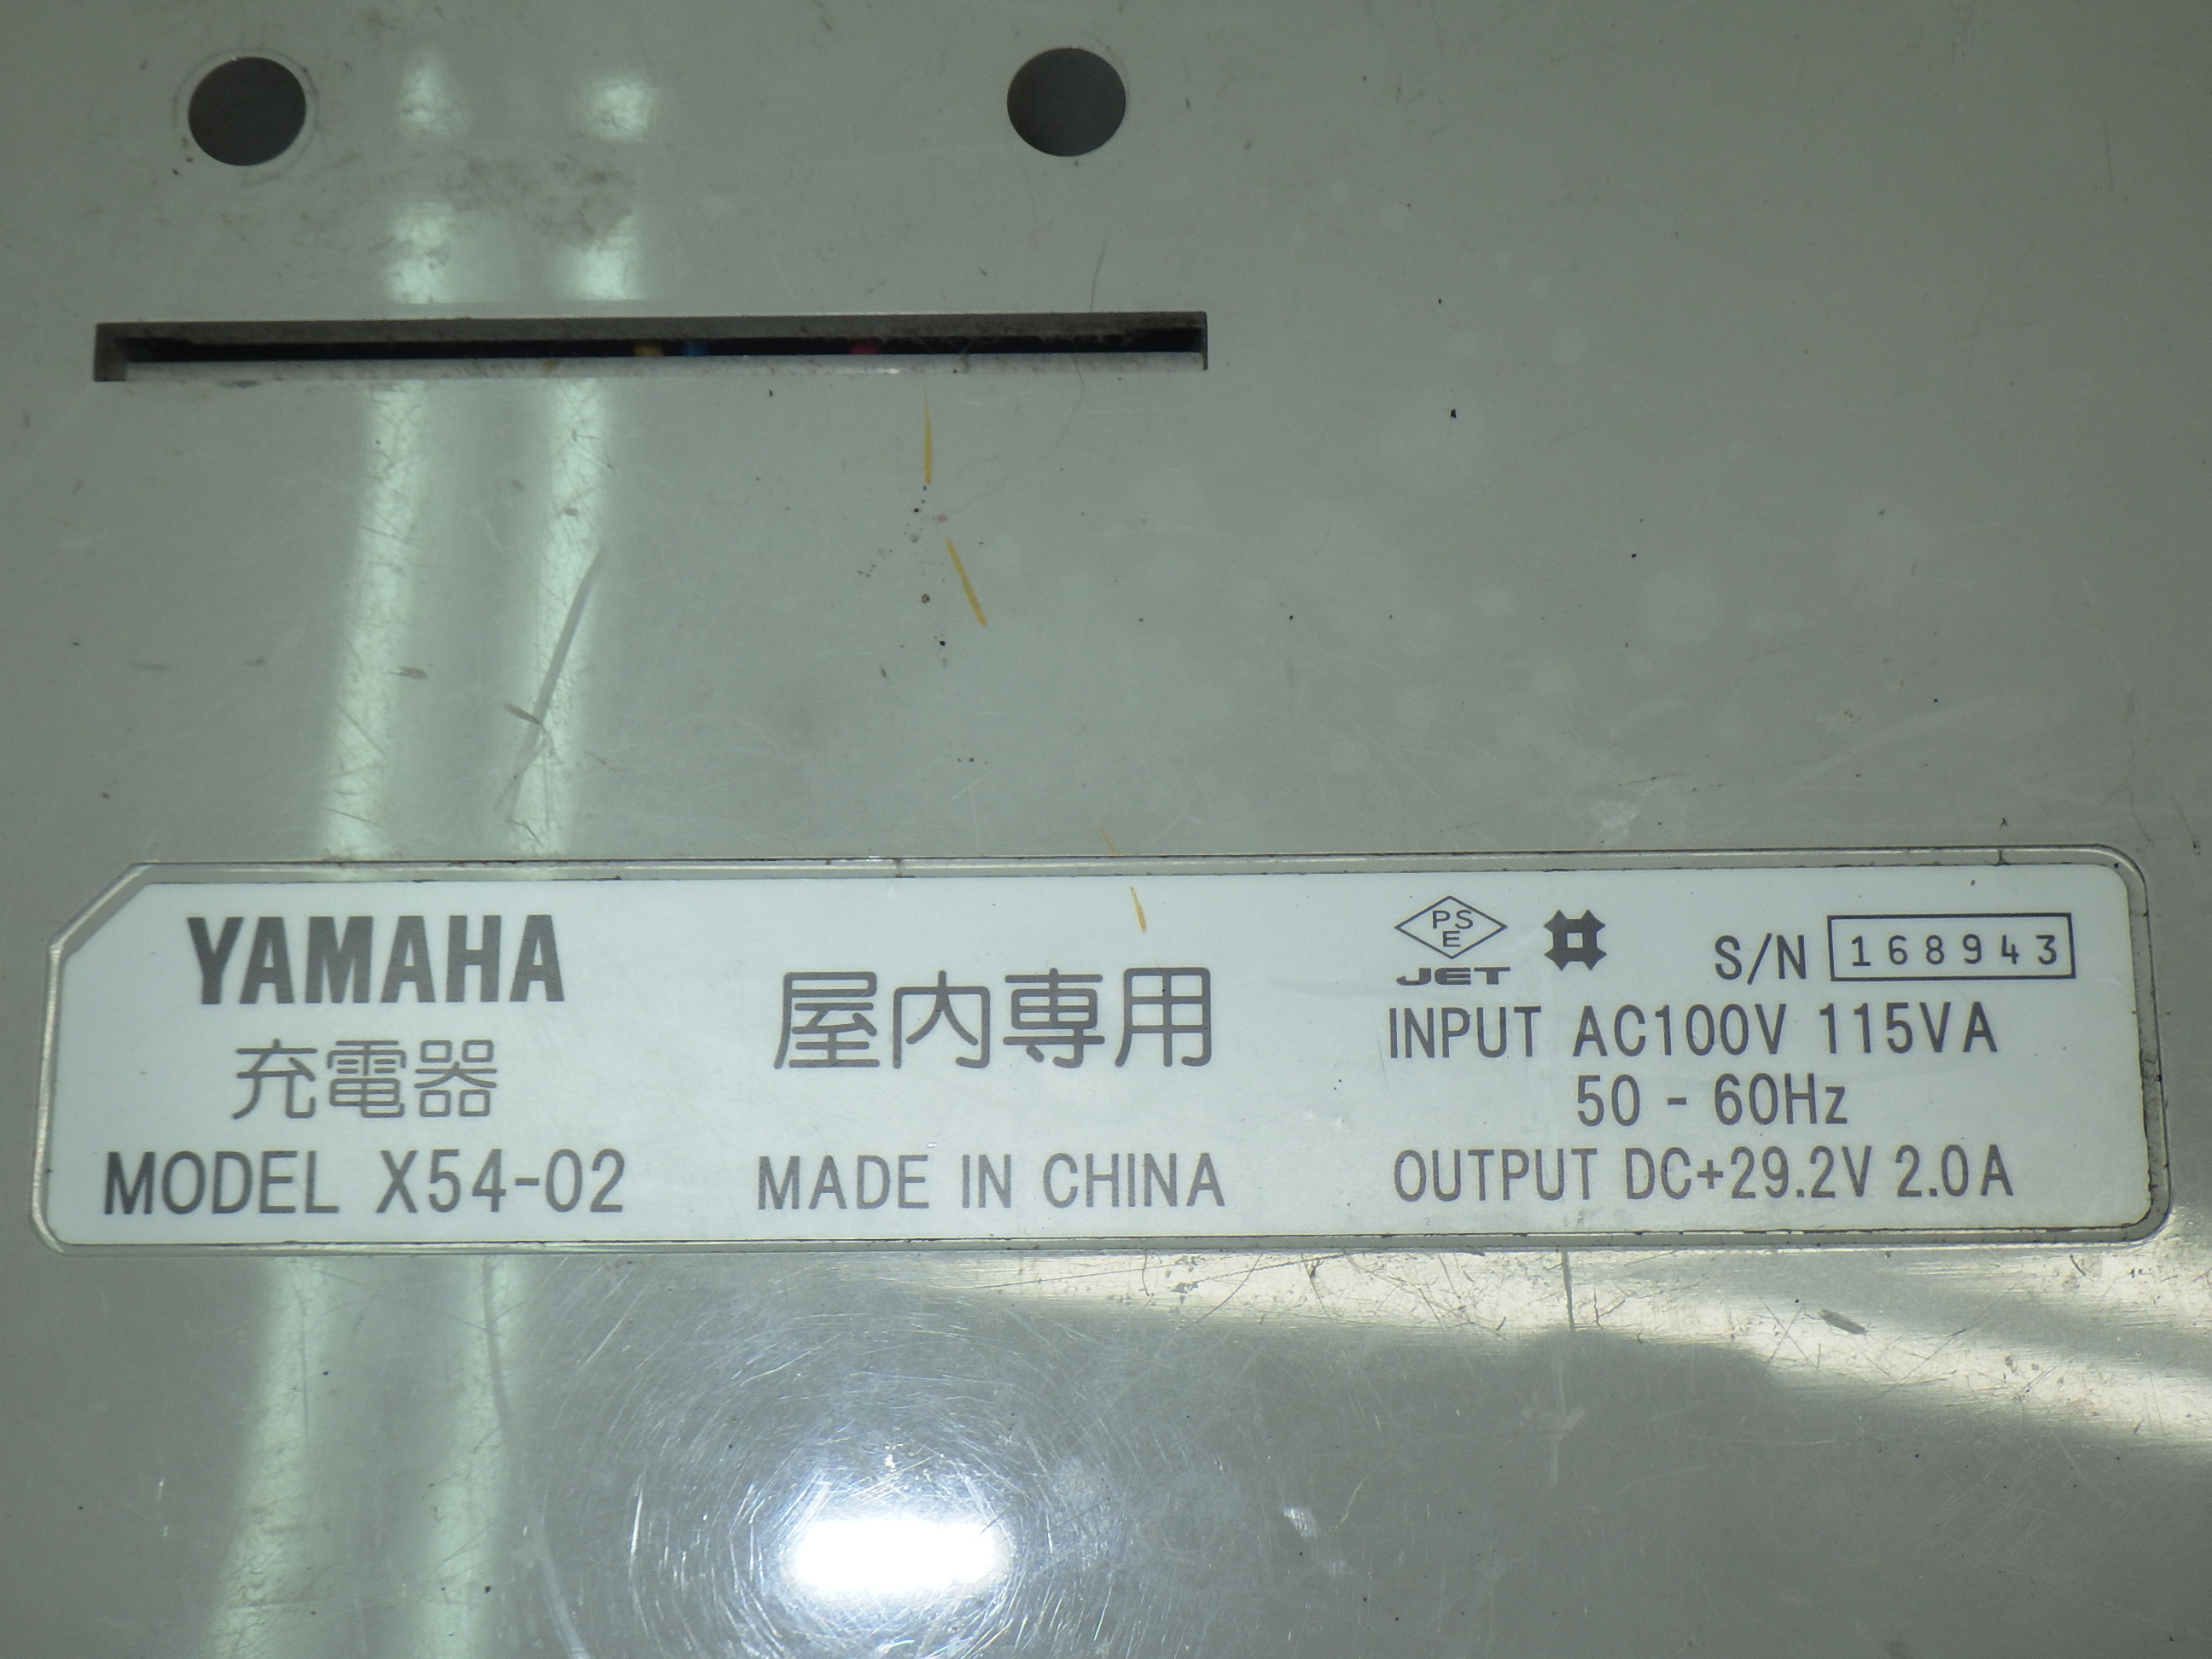 YAMAHA
充電器
MODEL X54-02
屋内専用
MADE IN CHINA
PSE
JET
S/N 168943
INPUT AC100V 115VA
50 - 60Hz
OUTPUT DC+29.2V 2.0A